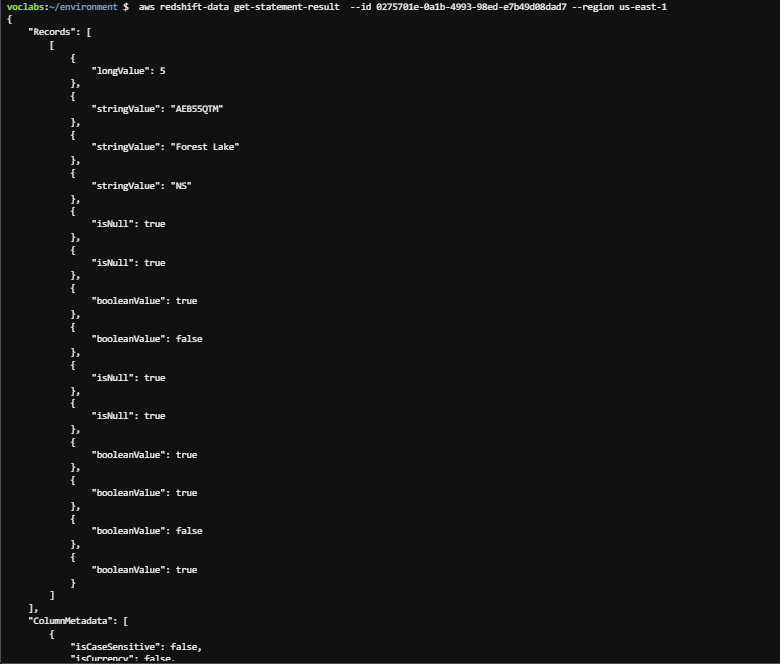 voclabs:~/environment $  aws redshift-data get-statement-result  --id 0275701e-0a1b-4993-98ed-e7b49d08dad7 --region us-east-1
{
    "Records": [
        [
            {
                "longValue": 5
            },
            {
                "stringValue": "AEB55QTM"
            },
            {
                "stringValue": "Forest Lake"
            },
            {
                "stringValue": "NS"
            },
            {
                "isNull": true
            },
            {
                "isNull": true
            },
            {
                "booleanValue": true
            },
            {
                "booleanValue": false
            },
            {
                "isNull": true
            },
            {
                "isNull": true
            },
            {
                "booleanValue": true
            },
            {
                "booleanValue": true
            },
            {
                "booleanValue": false
            },
            {
                "booleanValue": true
            }
        ]
    ],
    "ColumnMetadata": [
        {
            "isCaseSensitive": false,
            "isCurrency": false,